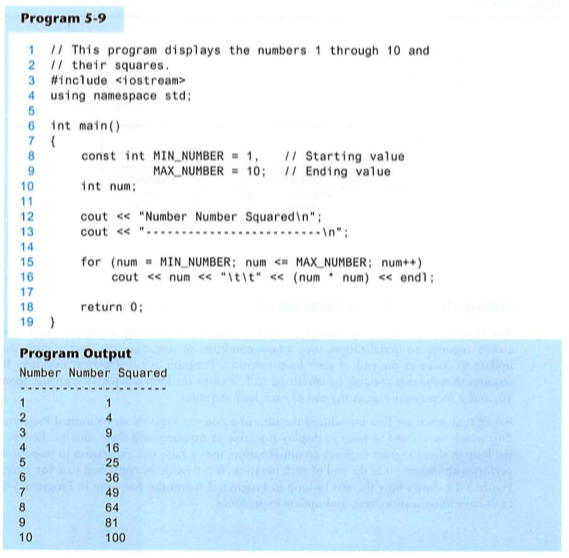 Program 5-9
1 // This program displays the numbers 1 through 10 and
2 // their squares.
3 #include <iostream>
4 using namespace std;
5
6 int main()
7 {
8 const int MIN_NUMBER = 1, // Starting value
9 MAX_NUMBER = 10; // Ending value
10 int num;
11
12 cout << "Number Number Squared\n";
13 cout << "-------------------------\n";
14
15 for (num = MIN_NUMBER; num <= MAX_NUMBER; num++)
16 cout << num << "\t\t" << (num * num) << endl;
17
18 return 0;
19 }
Program Output
Number Number Squared
-------------------------
1 1
2 4
3 9
4 16
5 25
6 36
7 49
8 64
9 81
10 100